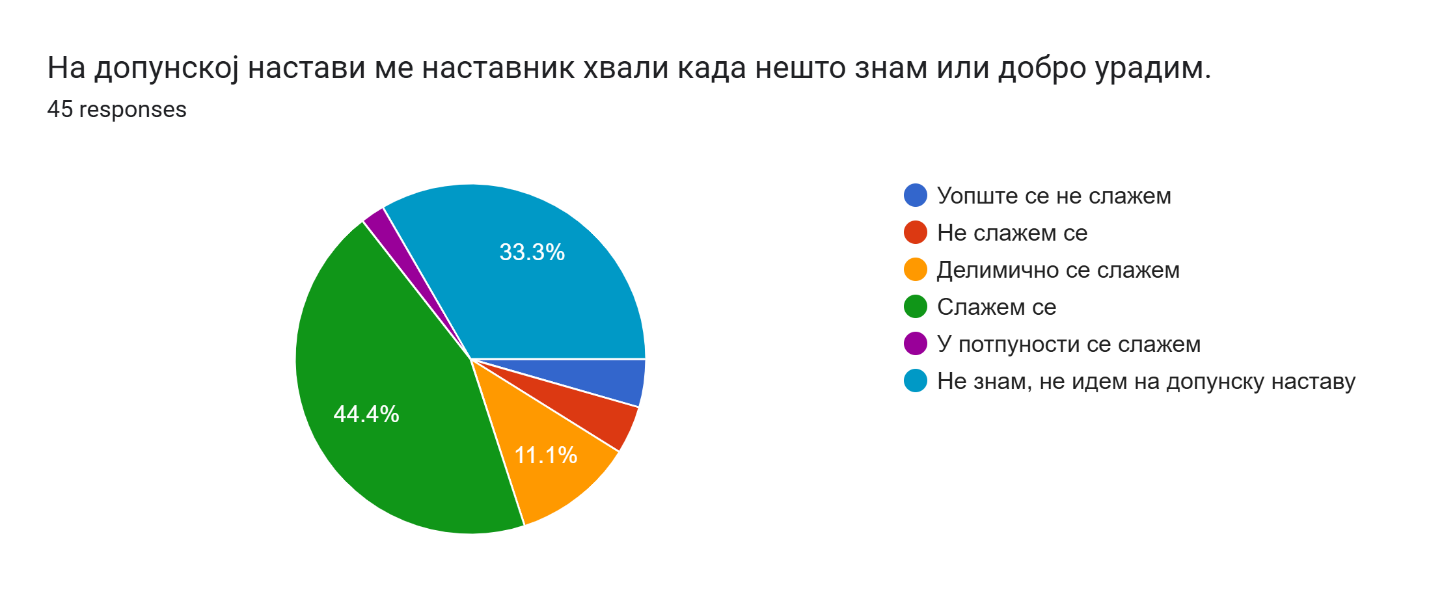 На допунској настави ме наставник хвали када нешто знам или добро урадим.
45 responses
33.3%
44.4%
11.1%
Уопште се не слажем
Не слажем се
Делимично се слажем
Слажем се
У потпуности се слажем
Не знам, не идем на допунску наставу